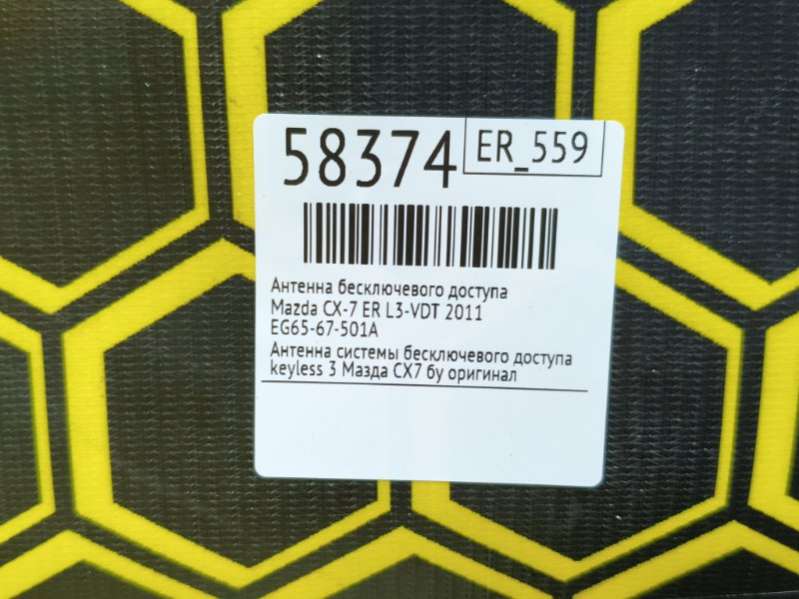 58374 ER_559
Антенна бесключевого доступа
Mazda CX-7 ER L3-VDT 2011
EG65-67-501A
Антенна системы бесключевого доступа
keyless 3 Мазда СХ7 бу оригинал